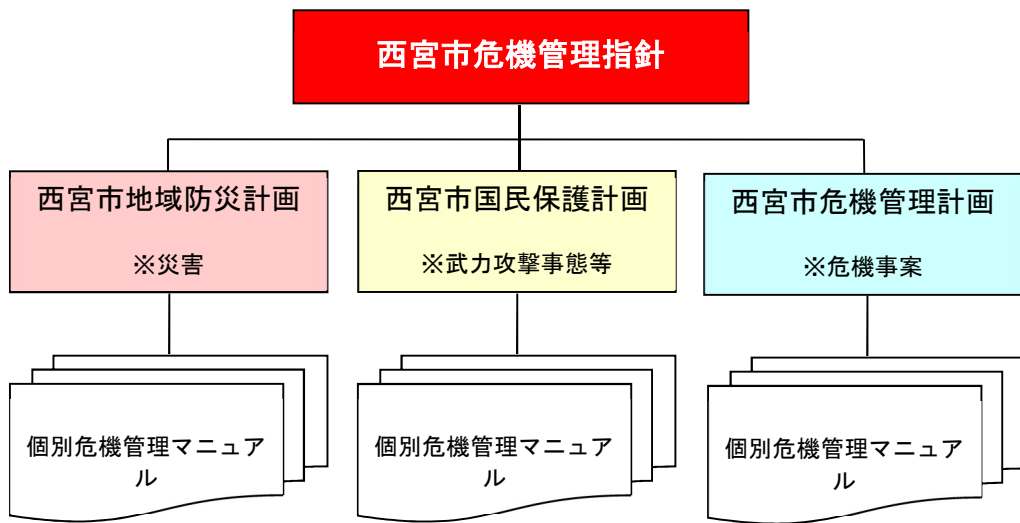 西宮市危機管理指針
西宮市地域防災計画
※災害
西宮市国民保護計画
※武力攻撃事態等
西宮市危機管理計画
※危機事案
個別危機管理マニュア
ル
個別危機管理マニュア
ル
個別危機管理マニュア
ル